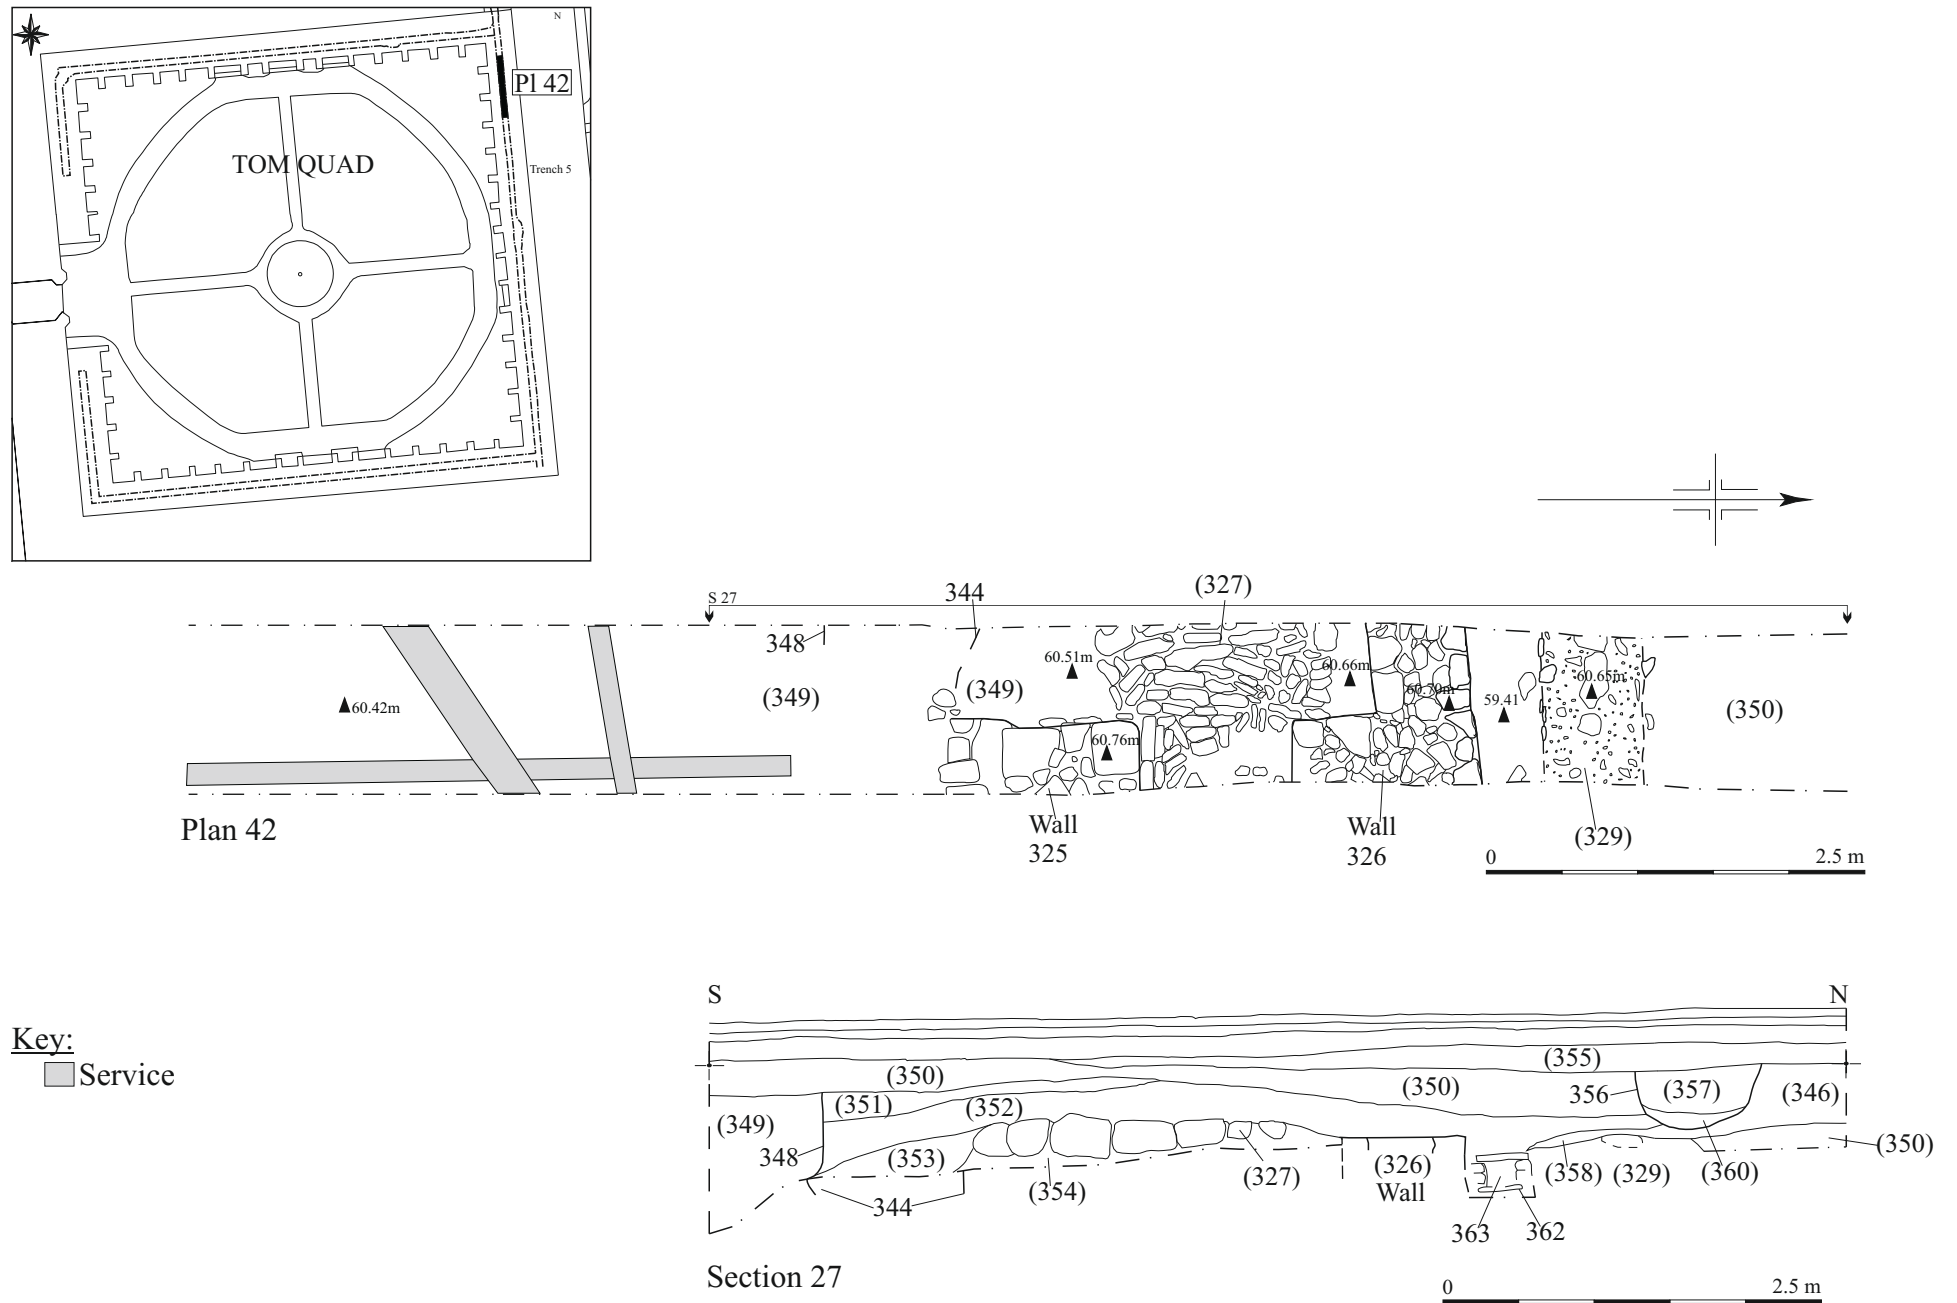 N
Pl 42
TOM QUAD
Trench 5
S 27
344
(327)
348
60.51m
60.66m
(349)
(349)
60.70m
59.41
60.65m
(350)
60.42m
60.76m
Plan 42
Wall
325
Wall
326
(329)
0 2.5 m
S N
Key:
Service
(355)
(350)
(350)
356
(357)
(346)
(351)
(352)
(349)
348
(353)
(327)
(326)
Wall
(358)
(329)
(360)
(350)
344
(354)
363
362
Section 27
0 2.5 m